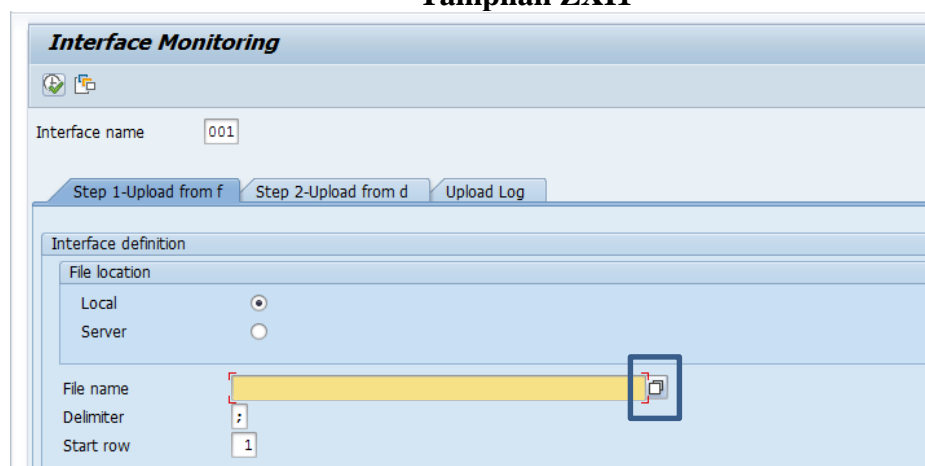 Interface Monitoring
Interface name 001
Step 1-Upload from f Step 2-Upload from d Upload Log
Interface definition
File location
Local
Server
File name
Delimiter ;
Start row 1